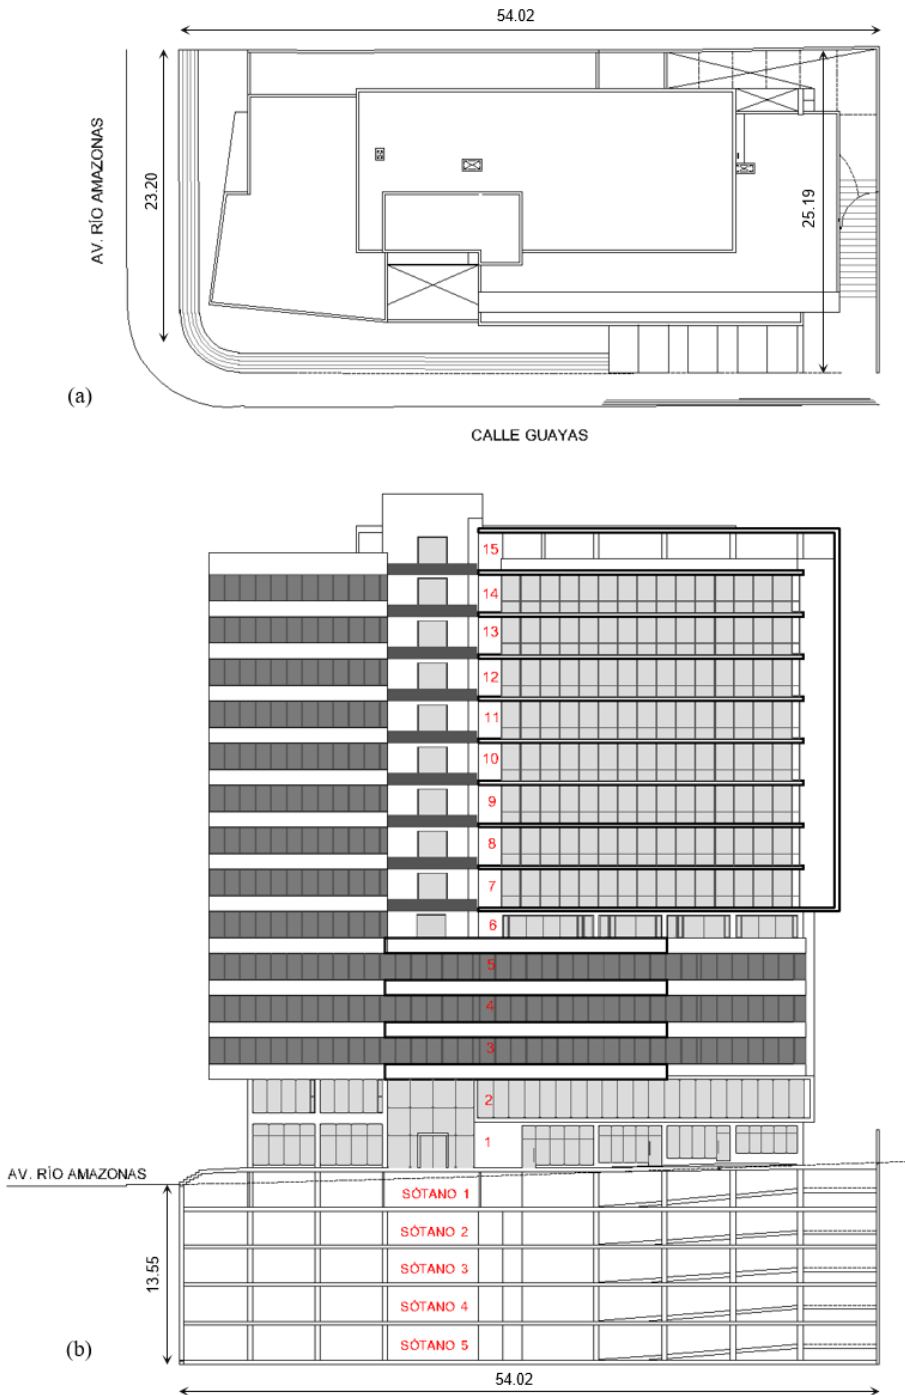 54.02
AV. RÍO AMAZONAS
23.20
25.19
(a)
CALLE GUAYAS
15
14
13
12
11
10
9
8
7
6
5
4
3
2
1
AV. RÍO AMAZONAS
SÓTANO 1
SÓTANO 2
SÓTANO 3
SÓTANO 4
SÓTANO 5
13.55
(b)
54.02